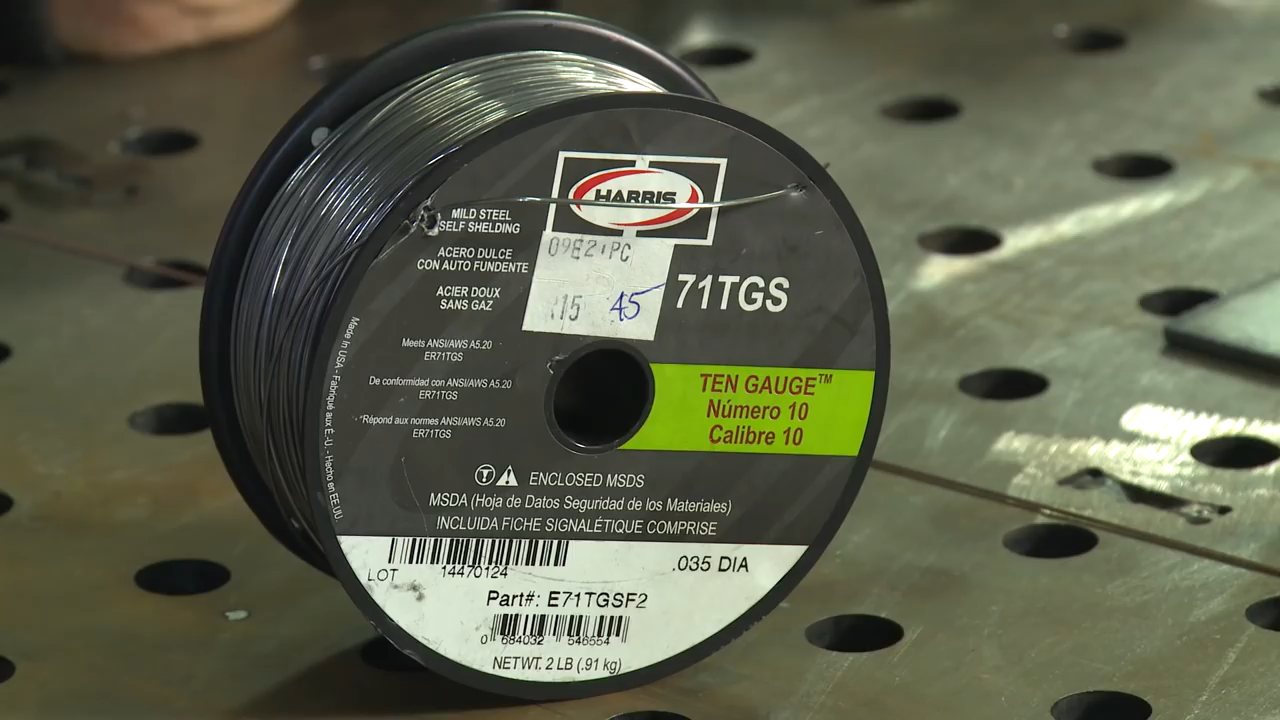 HARRIS
MILD STEEL
SELF SHELDING
ACERO DULCE
CON AUTO FUNDENTE
ACIER DOUX
SANS GAZ
09E21PC
15 45
71TGS
Meets ANSI/AWS A5.20
ER71TGS
De conformidad con ANSI/AWS A5.20
ER71TGS
*Répond aux normes ANSI/AWS A5.20
ER71TGS
TEN GAUGE™
Número 10
Calibre 10
Made in USA - Fabriqué aux É.-U. - Hecho en EE.UU
ENCLOSED MSDS
MSDA (Hoja de Datos Seguridad de los Materiales)
INCLUIDA FICHE SIGNALÉTIQUE COMPRISE
LOT 14470124
.035 DIA
Part#: E71TGSF2
0 684032 546554
NETWT. 2 LB (.91 kg)